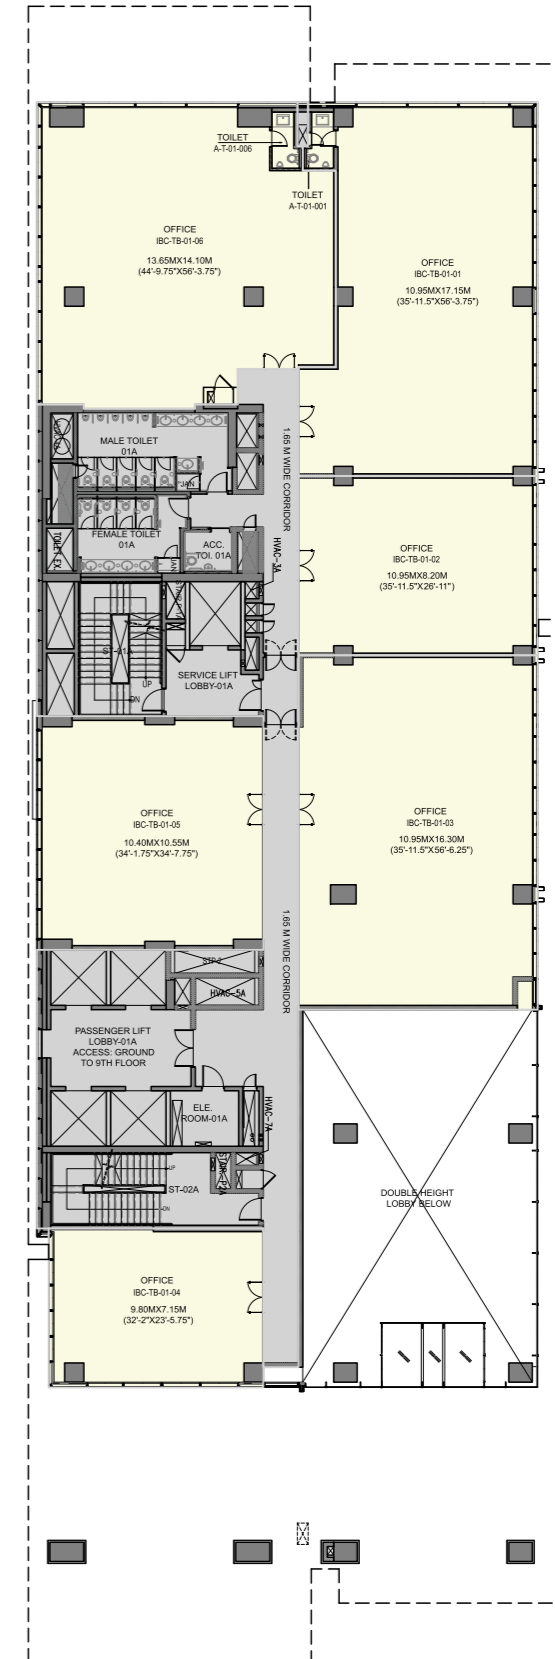 TOILET
A-T-01-006
TOILET
A-T-01-001
OFFICE
IBC-TB-01-06
13.65MX14.10M
(44'-9.75"X56'-3.75")
OFFICE
IBC-TB-01-01
10.95MX17.15M
(35'-11.5"X56'-3.75")
MALE TOILET
01A
JAN
1.65 M WIDE CORRIDOR
FEMALE TOILET
01A
TOILET EX.
JAN
ACC.
TOI. 01A
HVAC-3A
OFFICE
IBC-TB-01-02
10.95MX8.20M
(35'-11.5"X26'-11")
ST-01A
UP
DN
SERVICE LIFT
LOBBY-01A
OFFICE
IBC-TB-01-05
10.40MX10.55M
(34'-1.75"X34'-7.75")
OFFICE
IBC-TB-01-03
10.95MX16.30M
(35'-11.5"X56'-6.25")
1.65 M WIDE CORRIDOR
STP-2
HVAC-5A
PASSENGER LIFT
LOBBY-01A
ACCESS: GROUND
TO 9TH FLOOR
ELE.
ROOM-01A
HVAC-7A
UP
ST-02A
DN
DOUBLE HEIGHT
LOBBY BELOW
OFFICE
IBC-TB-01-04
9.80MX7.15M
(32'-2"X23'-5.75")